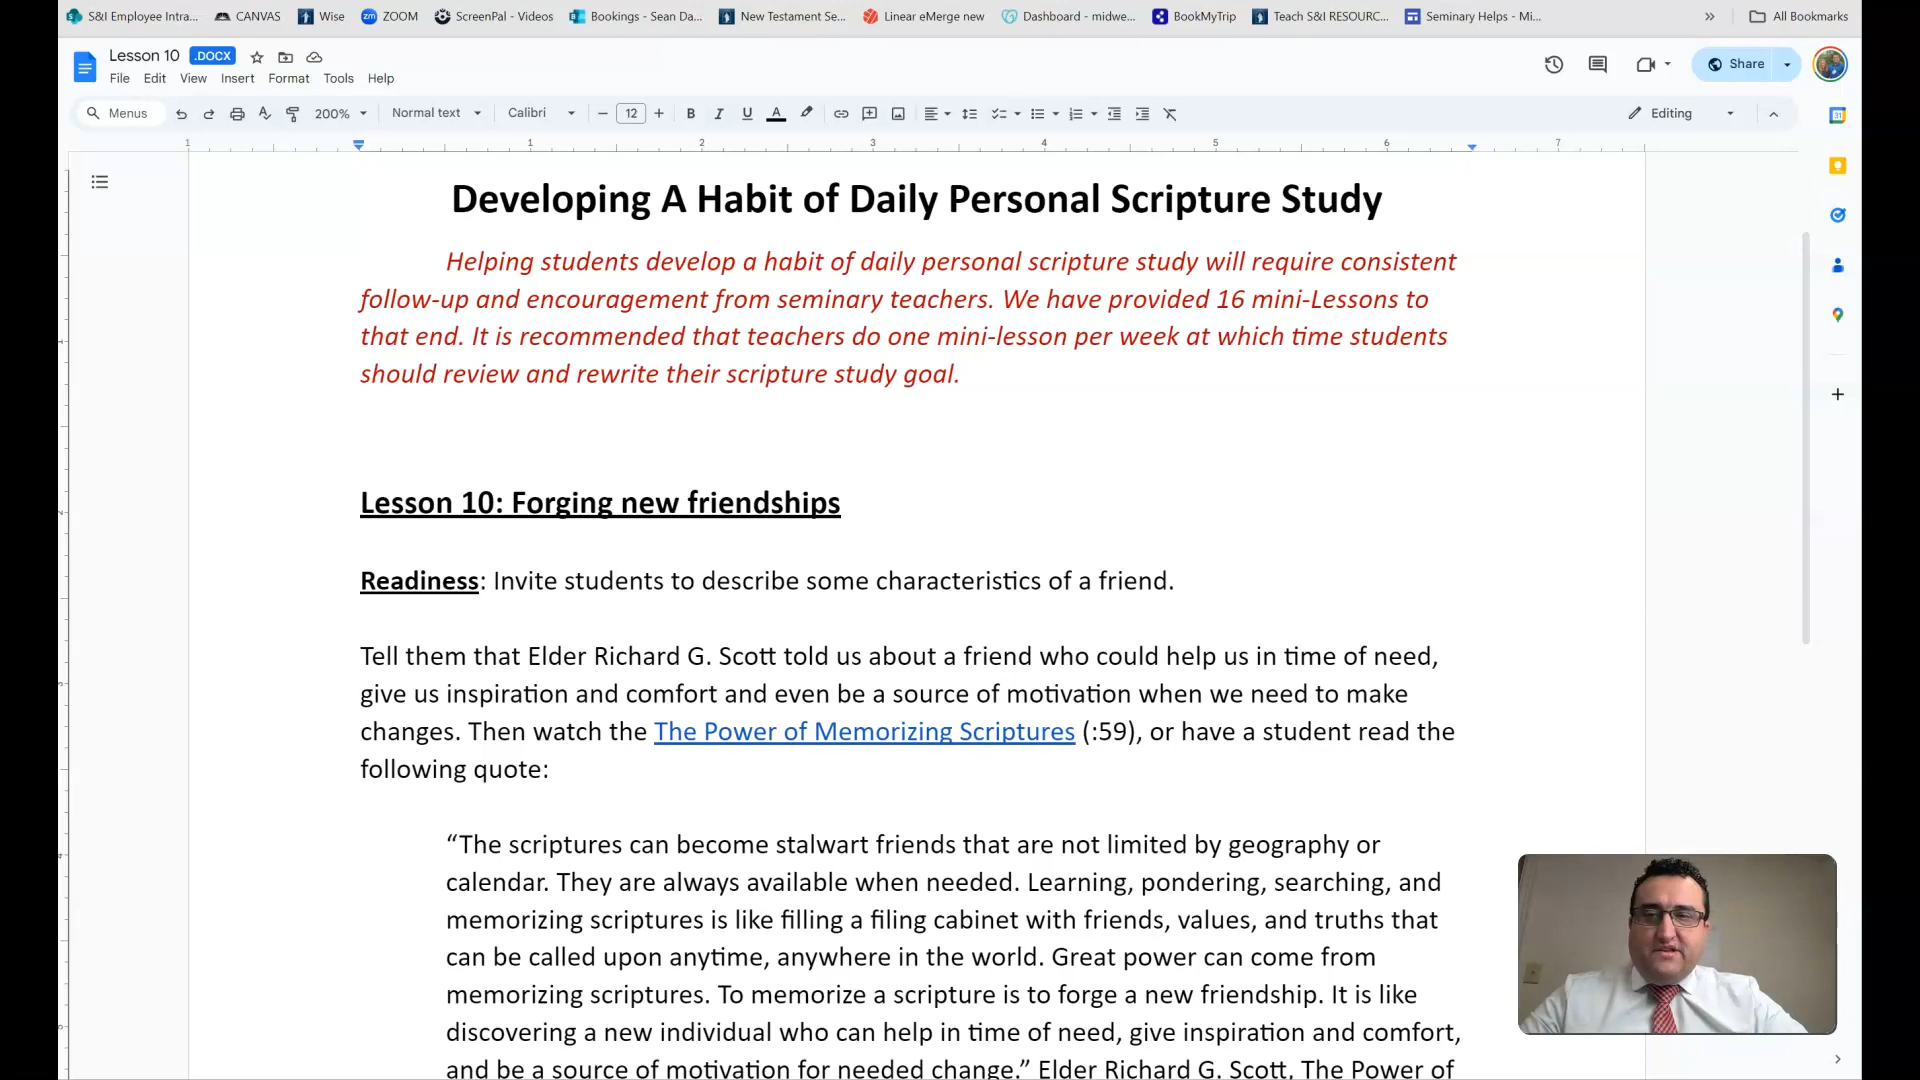 S&I Employee Intra... CANVAS Wise ZOOM ScreenPal - Videos Bookings - Sean Da... New Testament Se... Linear eMerge new Dashboard - midwe... BookMyTrip Teach S&I RESOURC... Seminary Helps - Mi... » All Bookmarks
Lesson 10 .DOCX
Share
File Edit View Insert Format Tools Help
Menus 200% Normal text Calibri 12 B I U A Editing
1 1 2 3 4 5 6 7
31
Developing A Habit of Daily Personal Scripture Study
Helping students develop a habit of daily personal scripture study will require consistent
follow-up and encouragement from seminary teachers. We have provided 16 mini-Lessons to
that end. It is recommended that teachers do one mini-lesson per week at which time students
should review and rewrite their scripture study goal.
Lesson 10: Forging new friendships
Readiness: Invite students to describe some characteristics of a friend.
Tell them that Elder Richard G. Scott told us about a friend who could help us in time of need,
give us inspiration and comfort and even be a source of motivation when we need to make
changes. Then watch the The Power of Memorizing Scriptures (:59), or have a student read the
following quote:
“The scriptures can become stalwart friends that are not limited by geography or
calendar. They are always available when needed. Learning, pondering, searching, and
memorizing scriptures is like filling a filing cabinet with friends, values, and truths that
can be called upon anytime, anywhere in the world. Great power can come from
memorizing scriptures. To memorize a scripture is to forge a new friendship. It is like
discovering a new individual who can help in time of need, give inspiration and comfort,
and be a source of motivation for needed change.” Elder Richard G. Scott, The Power of